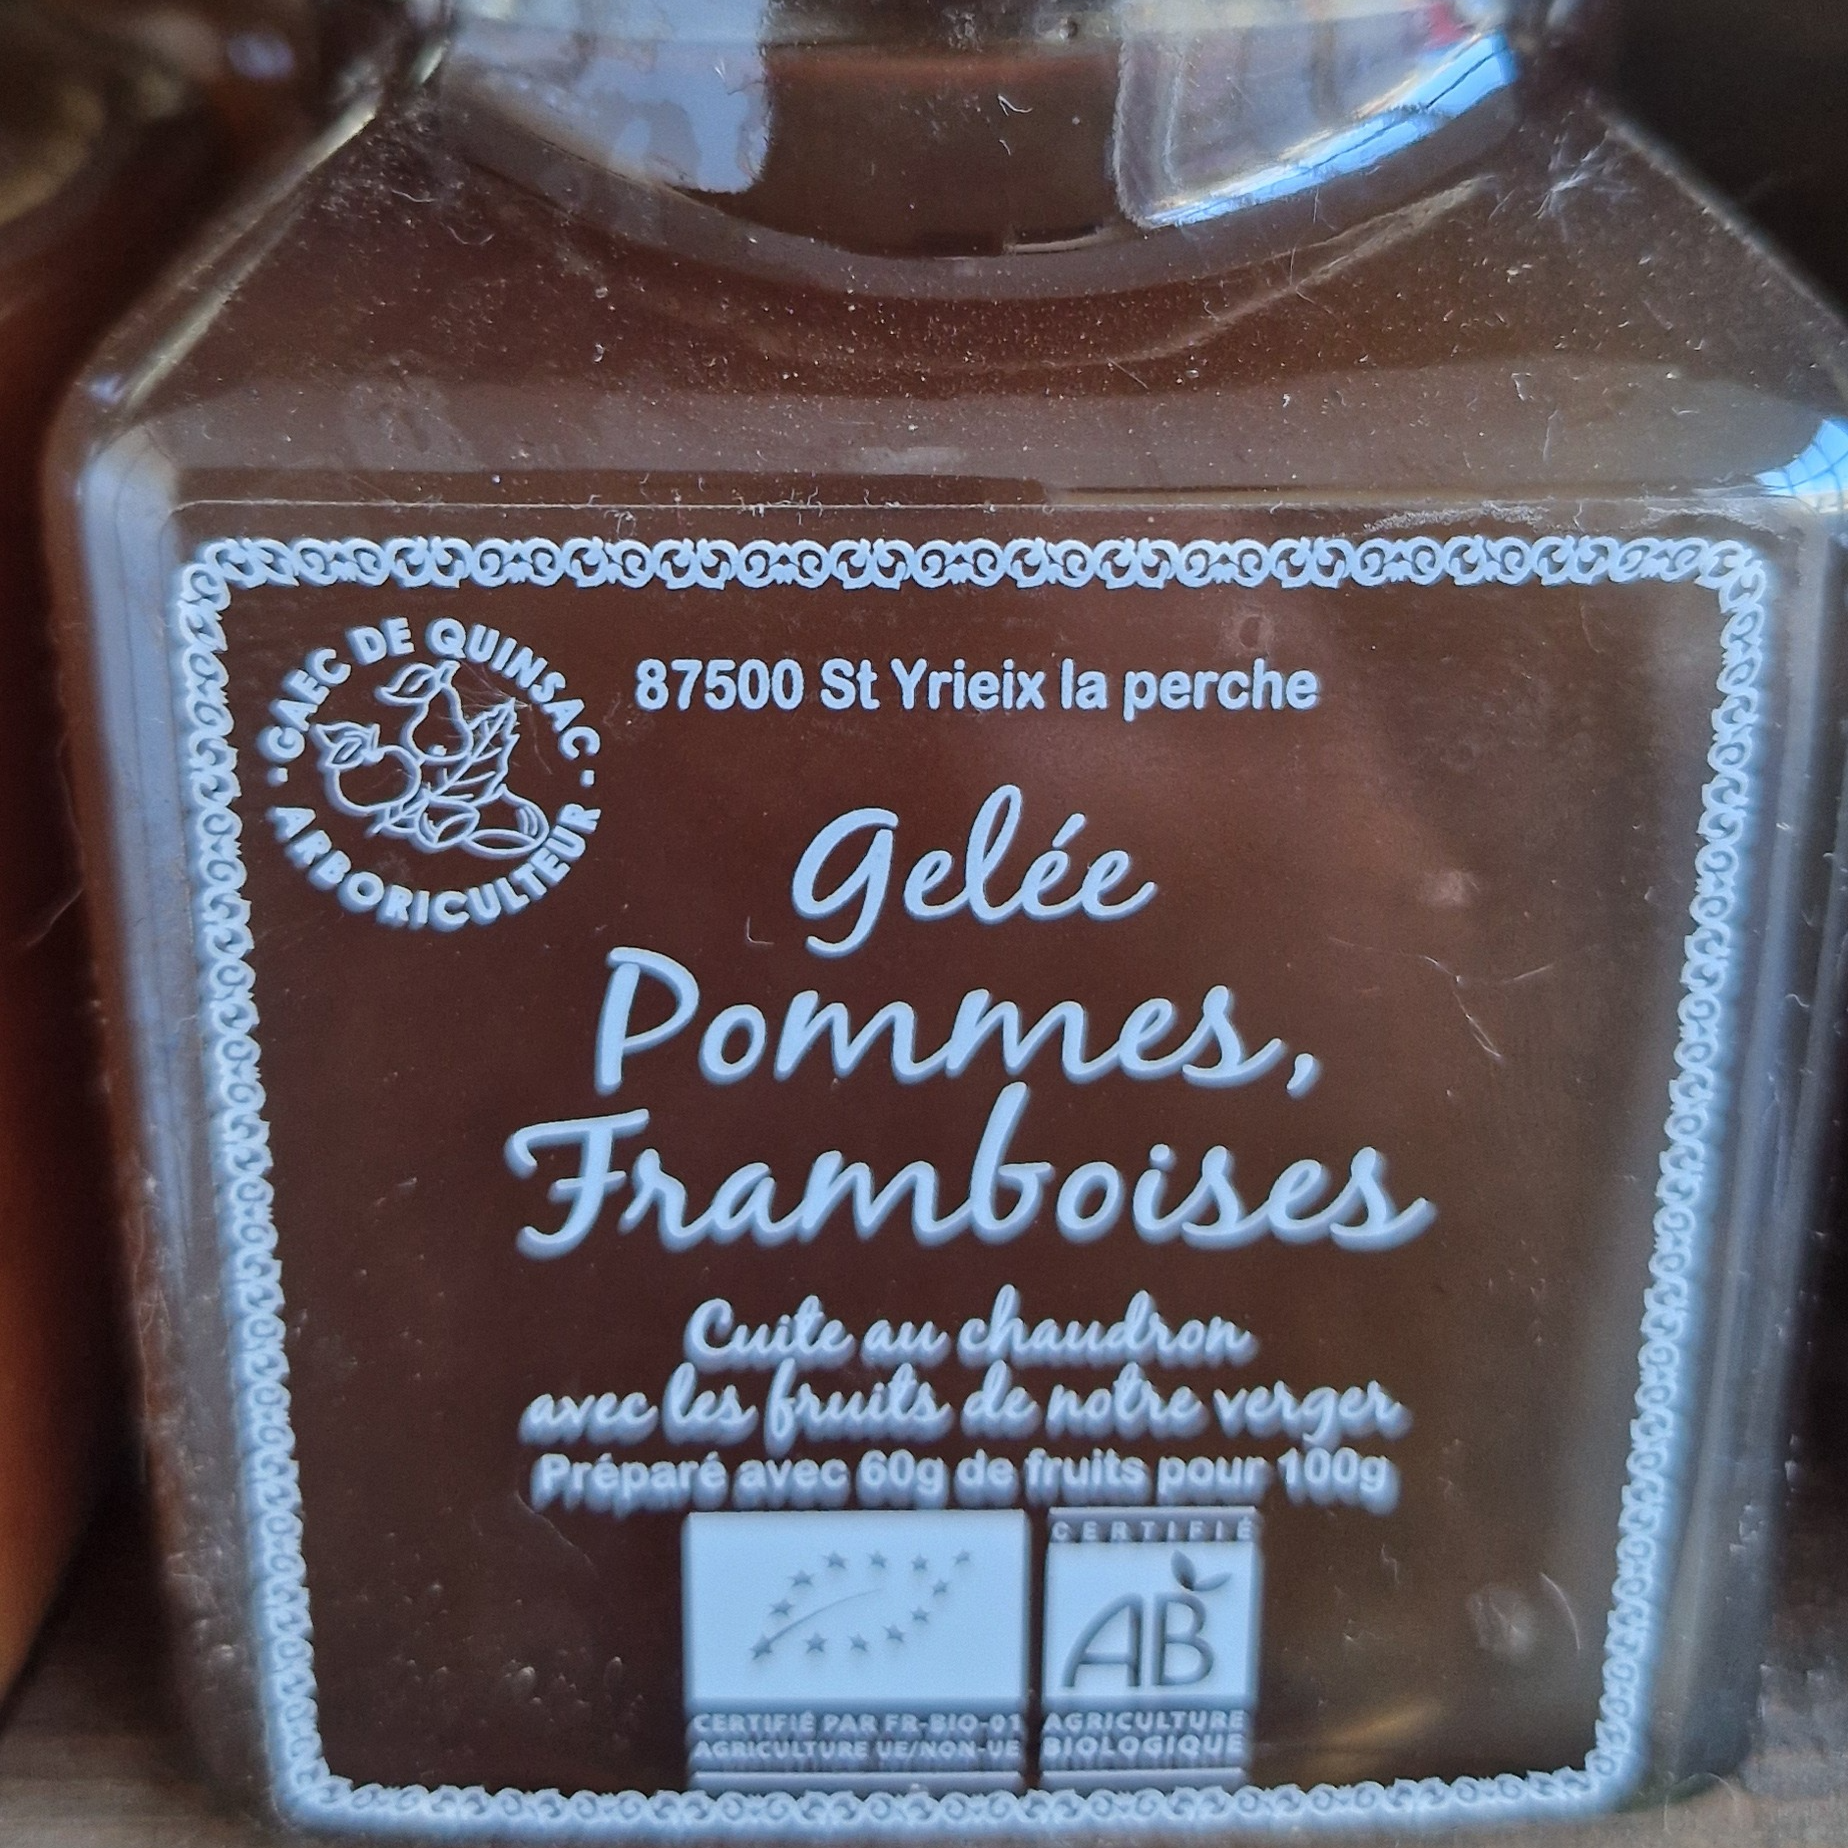 GAEC DE QUINSAC
ARBORICULTEUR
87500 St Yrieix la perche
Gelée
Pommes,
Framboises
Cuite au chaudron
avec les fruits de notre verger
Préparé avec 60g de fruits pour 100g
CERTIFIÉ
AB
CERTIFIÉ PAR FR-BIO-01
AGRICULTURE UE/NON-UE
AGRICULTURE
BIOLOGIQUE